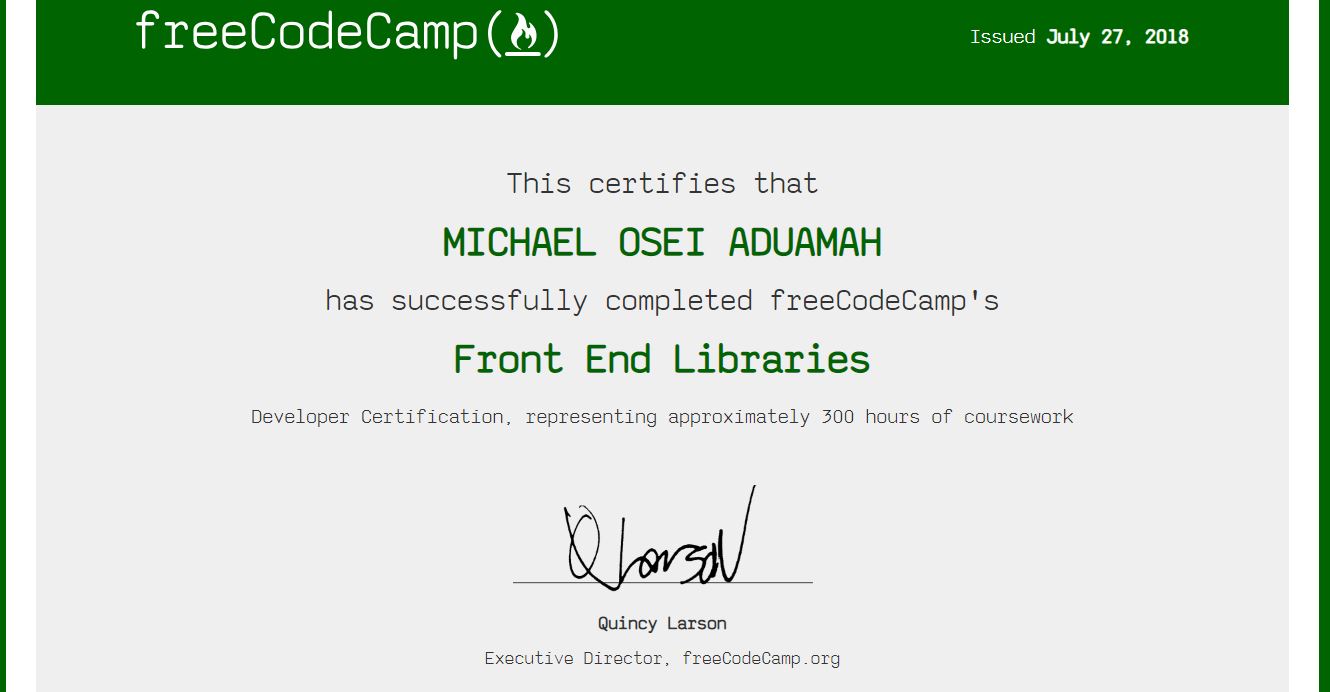 freeCodeCamp()
Issued July 27, 2018
This certifies that
MICHAEL OSEI ADUAMAH
has successfully completed freeCodeCamp's
Front End Libraries
Developer Certification, representing approximately 300 hours of coursework
Q Larson
Quincy Larson
Executive Director, freeCodeCamp.org